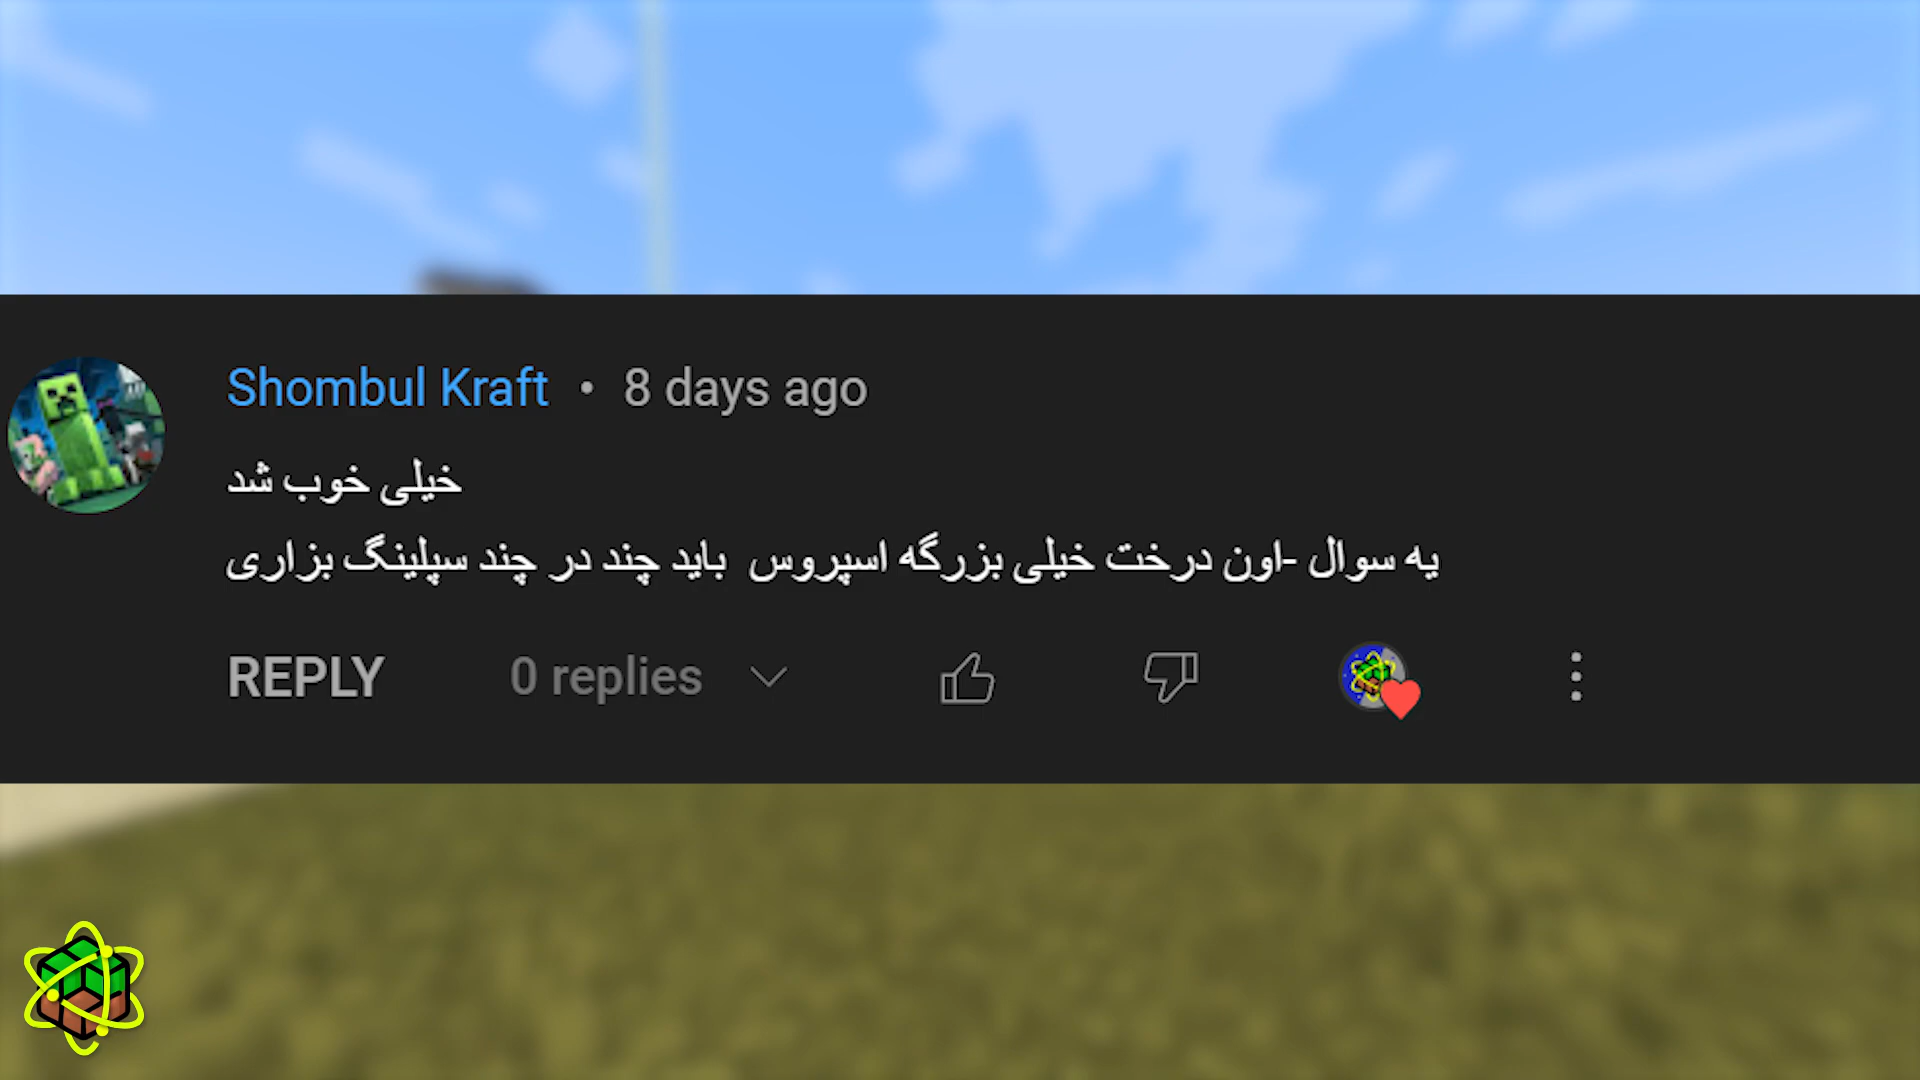 Shombul Kraft • 8 days ago
خیلی خوب شد
یه سوال -اون درخت خیلی بزرگه اسپروس باید چند در چند سپلینگ بزاری
REPLY 0 replies